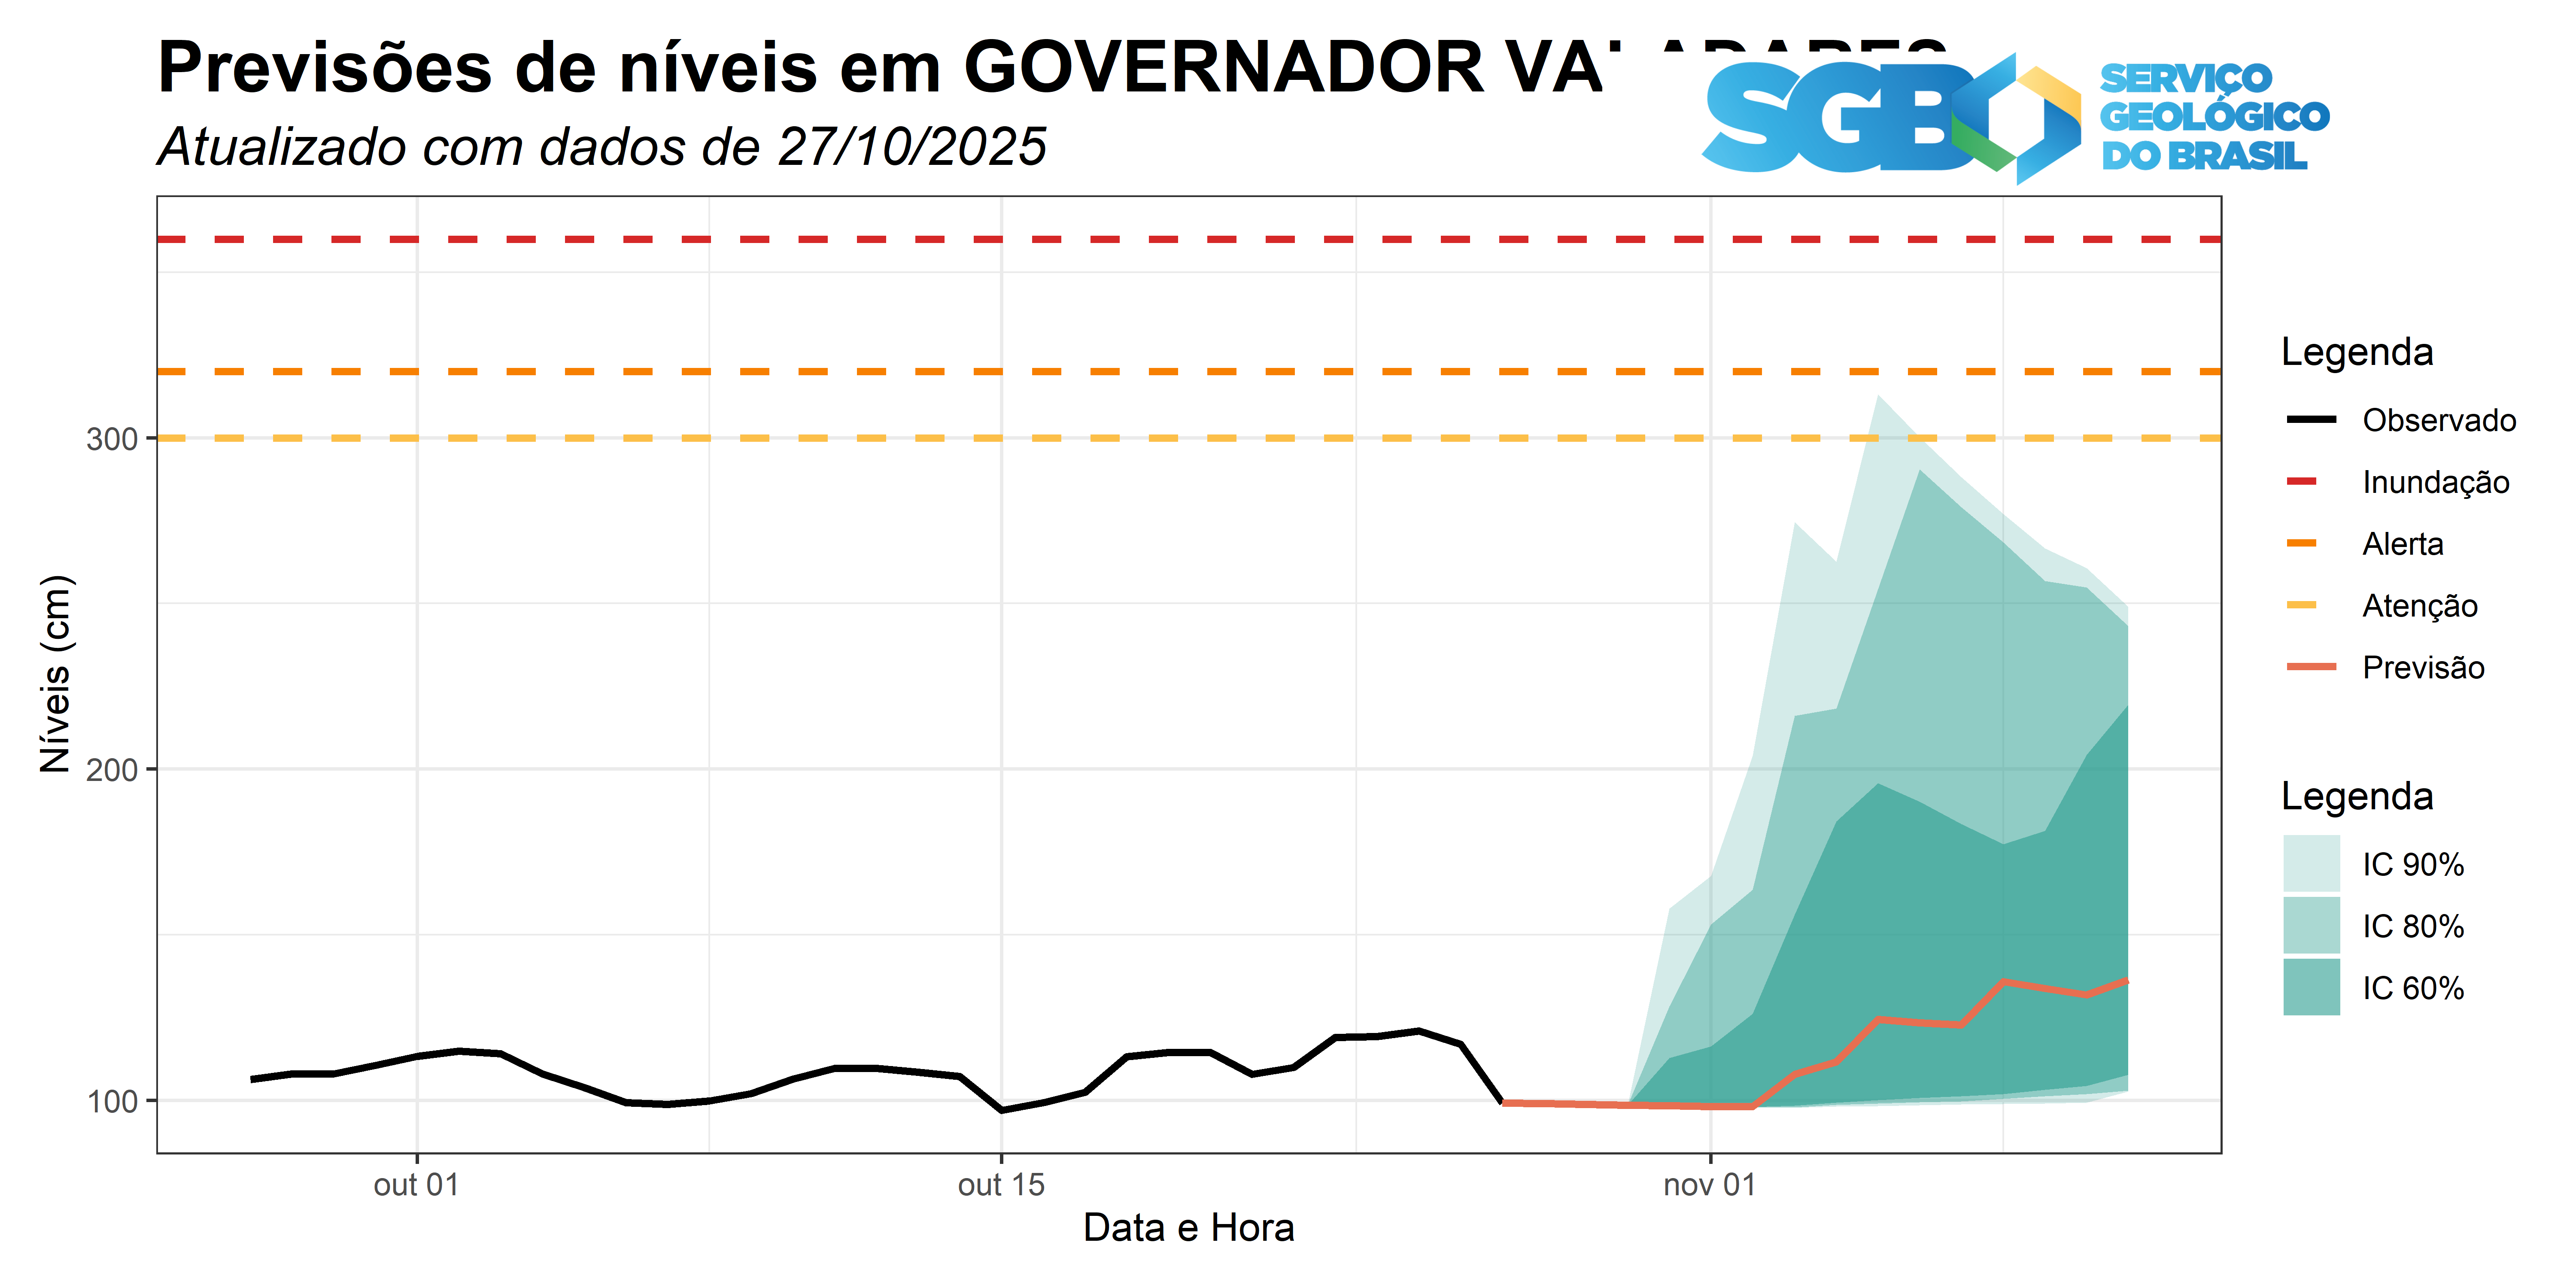 Previsões de níveis em GOVERNADOR
Atualizado com dados de 27/10/2025
SGB
SERVIÇO
GEOLÓGICO
DO BRASIL
Níveis (cm)
300
200
100
out 01
out 15
nov 01
Data e Hora
Legenda
Observado
Inundação
Alerta
Atenção
Previsão
Legenda
IC 90%
IC 80%
IC 60%